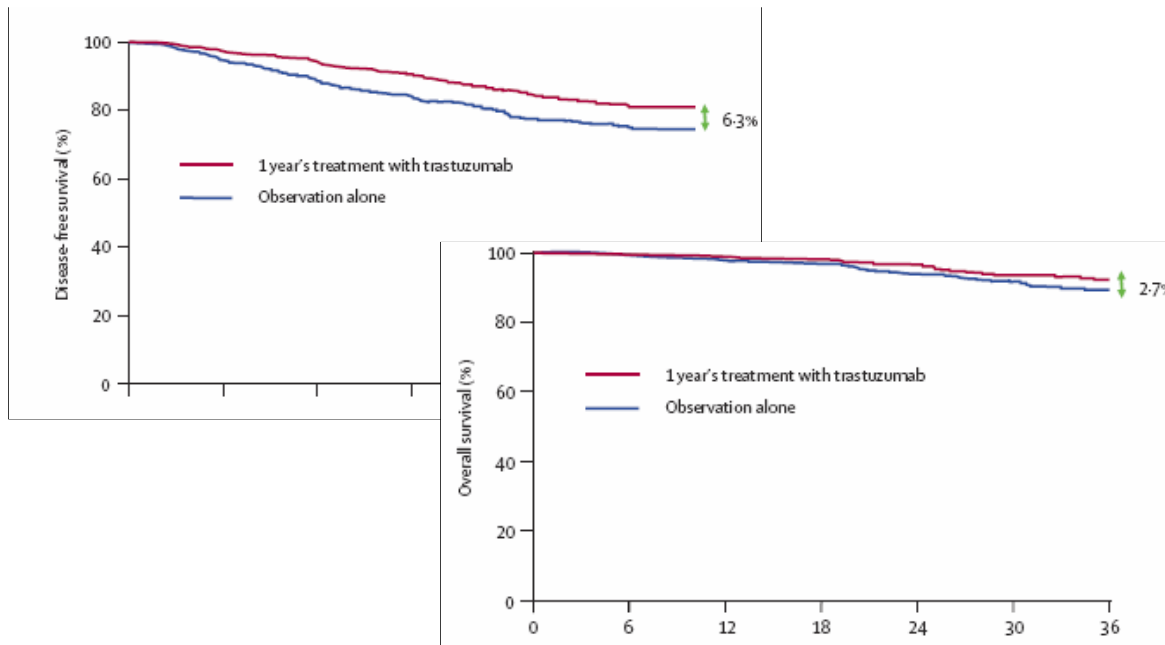 100
80
60
40
20
0
Disease-free survival (%)
1 year's treatment with trastuzumab
Observation alone
6·3%
100
80
60
40
20
0
Overall survival (%)
1 year's treatment with trastuzumab
Observation alone
2·7%
0 6 12 18 24 30 36